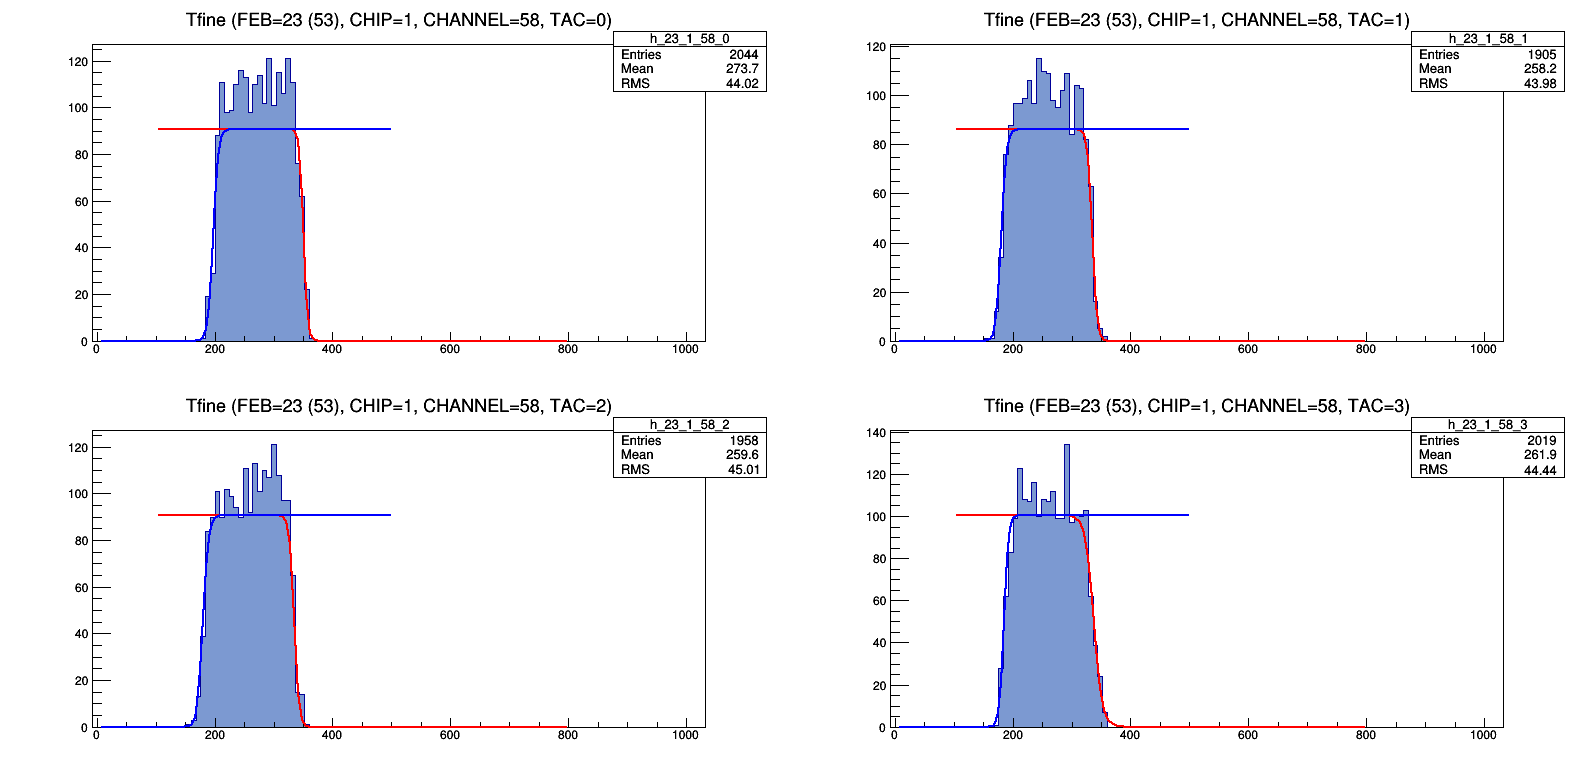 Tfine (FEB=23 (53), CHIP=1, CHANNEL=58, TAC=0)
h_23_1_58_0
Entries 2044
Mean 273.7
RMS 44.02
120
100
80
60
40
20
0
0 200 400 600 800 1000
Tfine (FEB=23 (53), CHIP=1, CHANNEL=58, TAC=1)
h_23_1_58_1
Entries 1905
Mean 258.2
RMS 43.98
120
100
80
60
40
20
0
0 200 400 600 800 1000
Tfine (FEB=23 (53), CHIP=1, CHANNEL=58, TAC=2)
h_23_1_58_2
Entries 1958
Mean 259.6
RMS 45.01
120
100
80
60
40
20
0
0 200 400 600 800 1000
Tfine (FEB=23 (53), CHIP=1, CHANNEL=58, TAC=3)
h_23_1_58_3
Entries 2019
Mean 261.9
RMS 44.44
140
120
100
80
60
40
20
0
0 200 400 600 800 1000